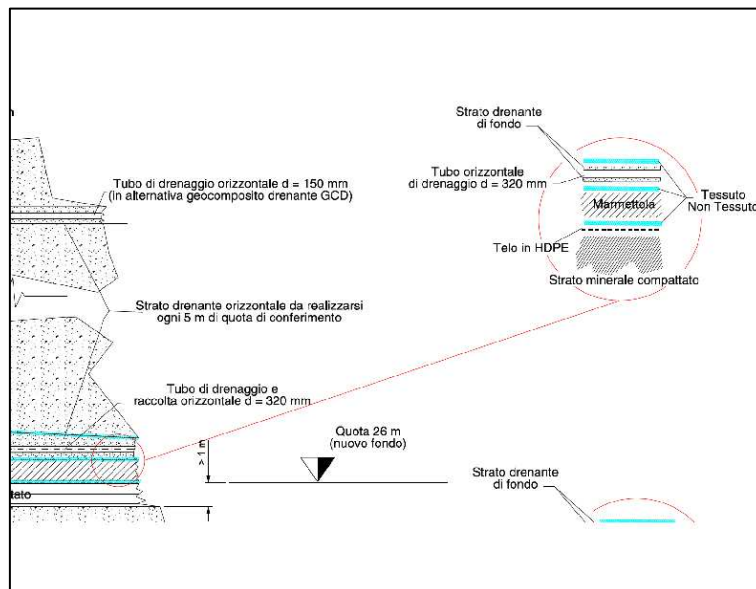 Strato drenante
di fondo
Tubo di drenaggio orizzontale d = 150 mm
(in alternativa geocomposito drenante GCD)
Tubo orizzontale
di drenaggio d = 320 mm
Marmettola
Tessuto
Non Tessuto
Telo in HDPE
Strato minerale compattato
Strato drenante orizzontale da realizzarsi
ogni 5 m di quota di conferimento
Tubo di drenaggio e
raccolta orizzontale d = 320 mm
> 1 m
Quota 26 m
(nuovo fondo)
Strato drenante
di fondo
tato